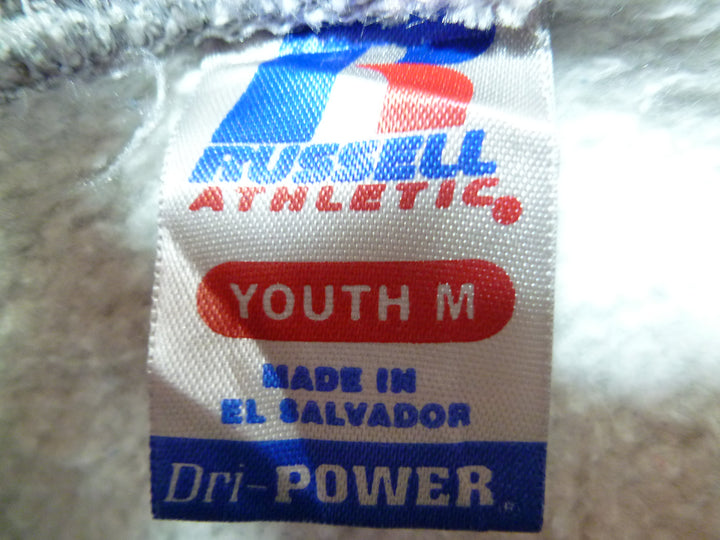 RUSSELL
ATHLETIC®
YOUTH M
MADE IN
EL SALVADOR
Dri-POWER®